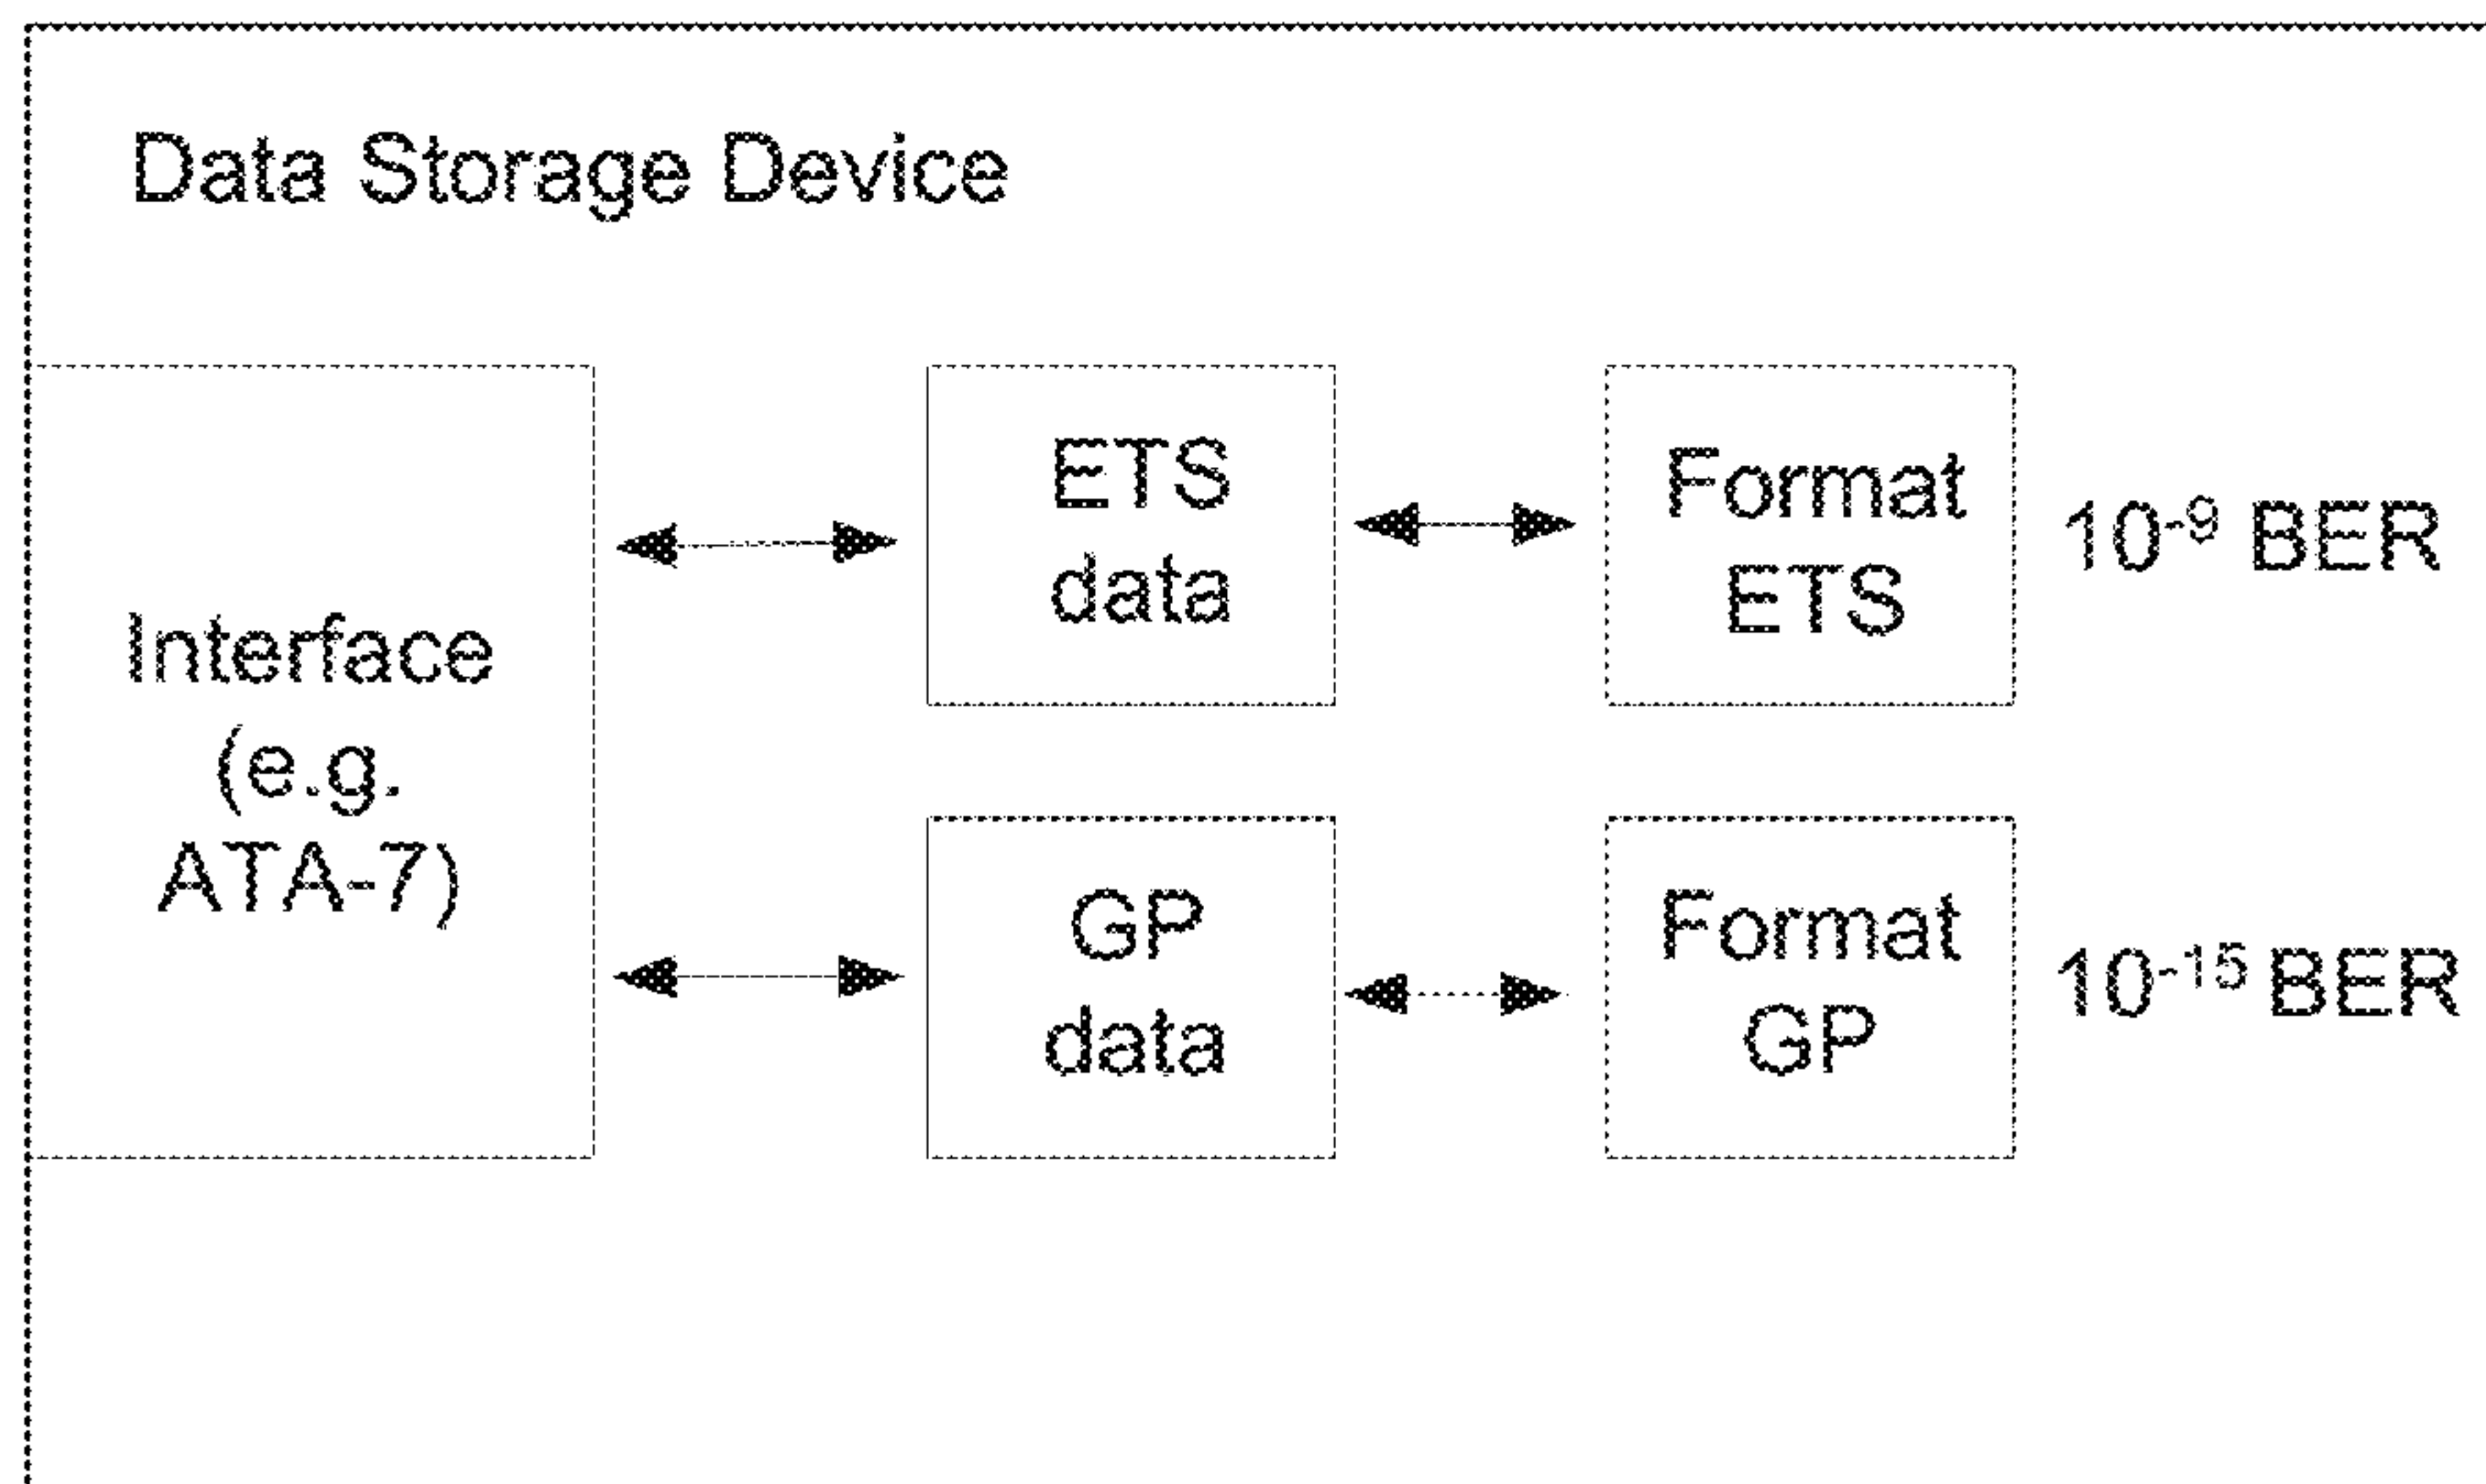 Data Storage Device
Interface
(e.g.
ATA-7)
ETS
data
Format
ETS
10⁻⁹ BER
GP
data
Format
GP
10⁻¹⁵ BER